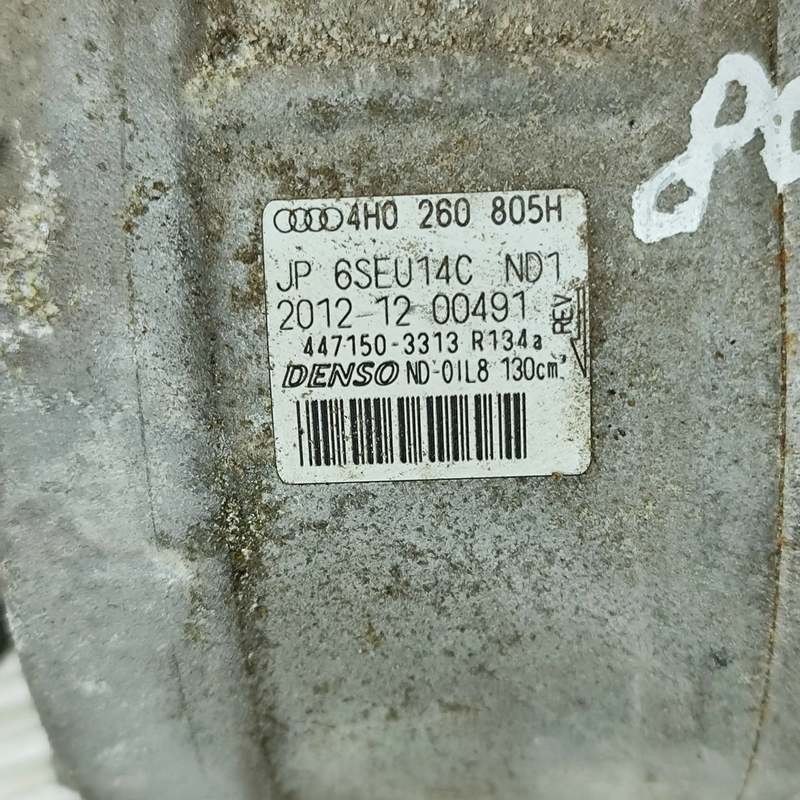 4H0 260 805H
JP 6SEU14C ND1
2012-12 00491
REV
447150-3313 R134a
DENSO ND-OIL8 130cm³